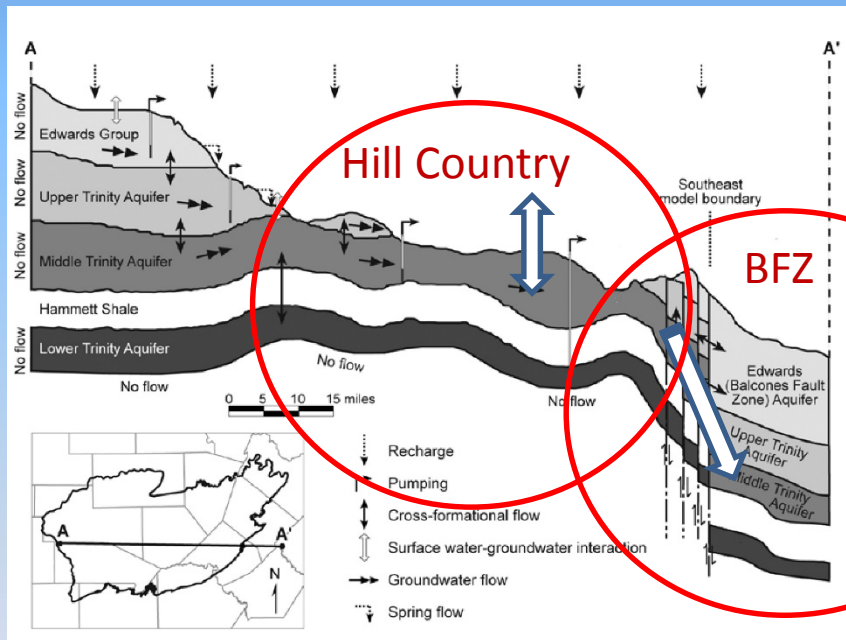 A
A'
No flow
Edwards Group
No flow
Upper Trinity Aquifer
No flow
Middle Trinity Aquifer
Hammett Shale
No flow
Lower Trinity Aquifer
No flow
No flow
No flow
Hill Country
Southeast
model boundary
BFZ
Edwards
(Balcones Fault
Zone) Aquifer
Upper Trinity
Aquifer
Middle Trinity
Aquifer
0 5 10 15 miles
Recharge
Pumping
Cross-formational flow
Surface water-groundwater interaction
Groundwater flow
Spring flow
A
A'
N